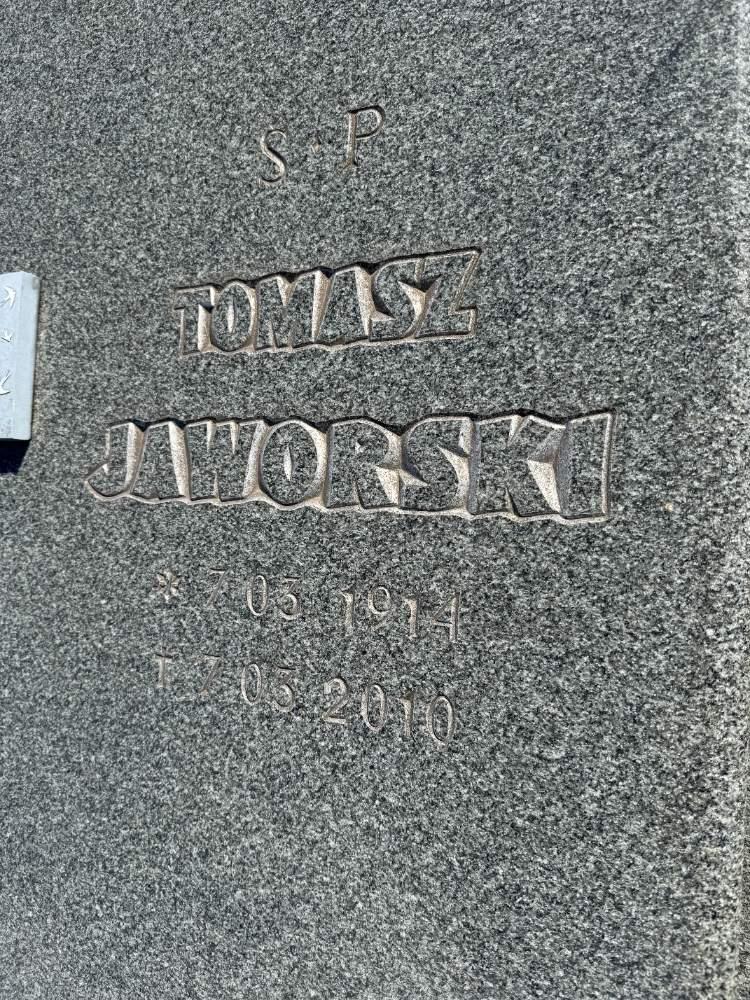 S · P
TOMASZ
JAWORSKI
* 7 03 1914
† 7 03 2010